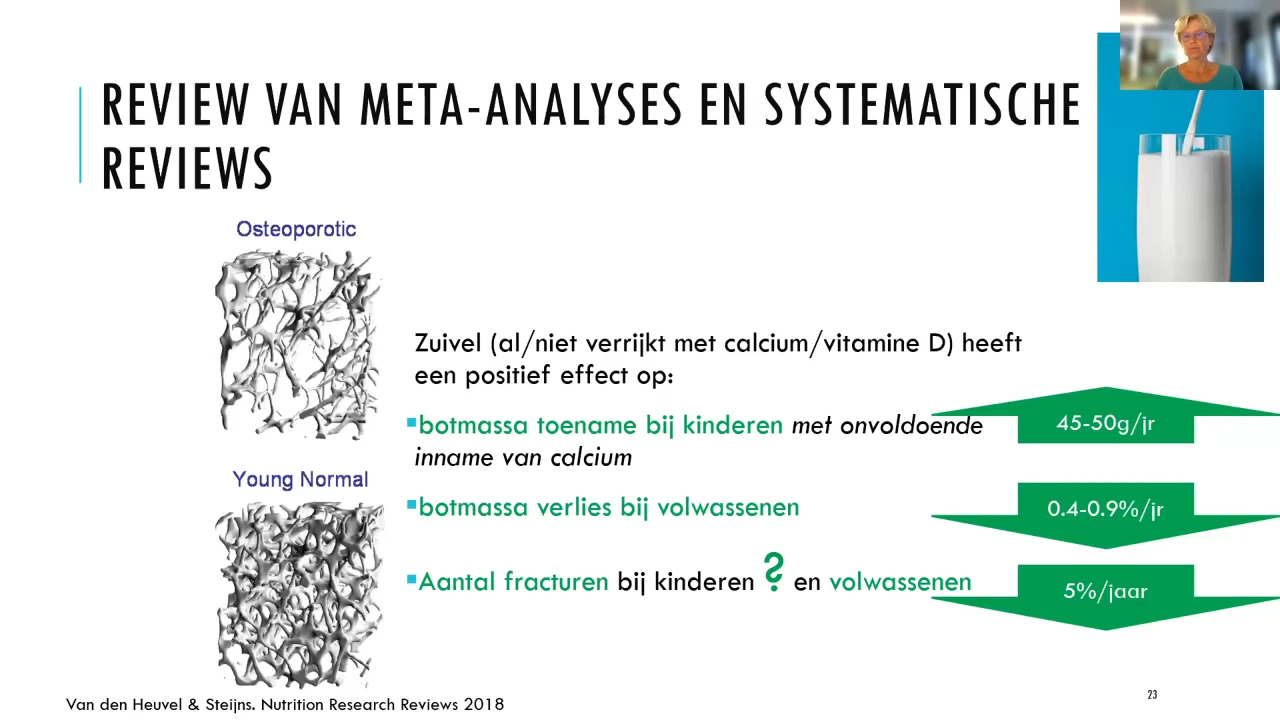 REVIEW VAN META-ANALYSES EN SYSTEMATISCHE
REVIEWS
Osteoporotic
Young Normal
Zuivel (al/niet verrijkt met calcium/vitamine D) heeft
een positief effect op:
botmassa toename bij kinderen met onvoldoende
inname van calcium
45-50g/jr
botmassa verlies bij volwassenen
0.4-0.9%/jr
Aantal fracturen bij kinderen ? en volwassenen
5%/jaar
Van den Heuvel & Steijns. Nutrition Research Reviews 2018
23